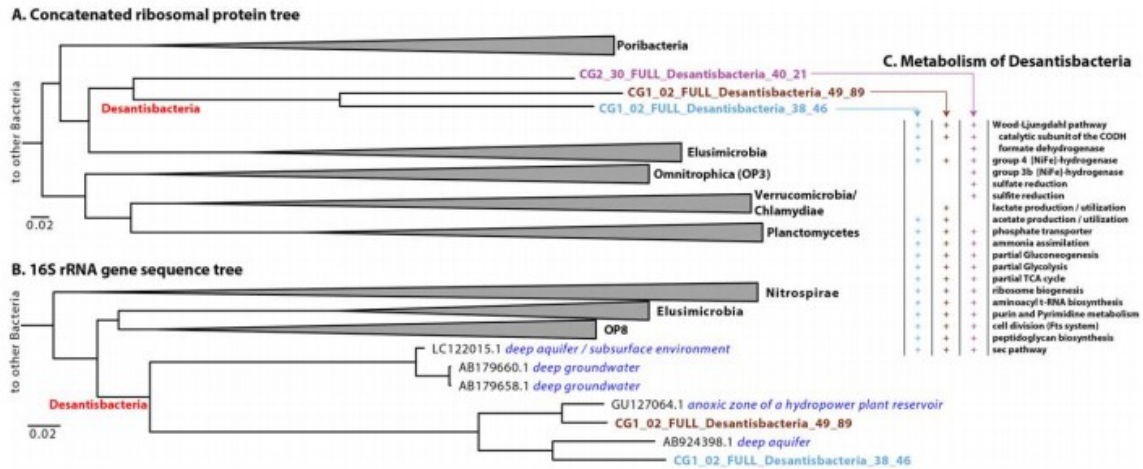 A. Concatenated ribosomal protein tree
to other Bacteria
Poribacteria
CG2_30_FULL_Desantisbacteria_40_21
CG1_02_FULL_Desantisbacteria_49_89
Desantisbacteria
CG1_02_FULL_Desantisbacteria_38_46
Elusimicrobia
Omnitrophica (OP3)
Verrucomicrobia/
Chlamydiae
Planctomycetes
0.02
C. Metabolism of Desantisbacteria
+ + + Wood-Ljungdahl pathway
+ + + catalytic subunit of the CODH
+ + formate dehydrogenase
+ + + group 4 [NiFe]-hydrogenase
+ group 3b [NiFe]-hydrogenase
+ sulfate reduction
+ sulfite reduction
+ lactate production / utilization
+ + acetate production / utilization
+ + + phosphate transporter
+ + + ammonia assimilation
+ + + partial Gluconeogenesis
+ + + partial Glycolysis
+ + + partial TCA cycle
+ + + ribosome biogenesis
+ + + aminoacyl t-RNA biosynthesis
+ + + purin and Pyrimidine metabolism
+ + + cell division (Fts system)
+ + + peptidoglycan biosynthesis
+ + + sec pathway
B. 16S rRNA gene sequence tree
to other Bacteria
Nitrospirae
Elusimicrobia
OP8
LC122015.1 deep aquifer / subsurface environment
AB179660.1 deep groundwater
AB179658.1 deep groundwater
Desantisbacteria
GU127064.1 anoxic zone of a hydropower plant reservoir
CG1_02_FULL_Desantisbacteria_49_89
AB924398.1 deep aquifer
CG1_02_FULL_Desantisbacteria_38_46
0.02